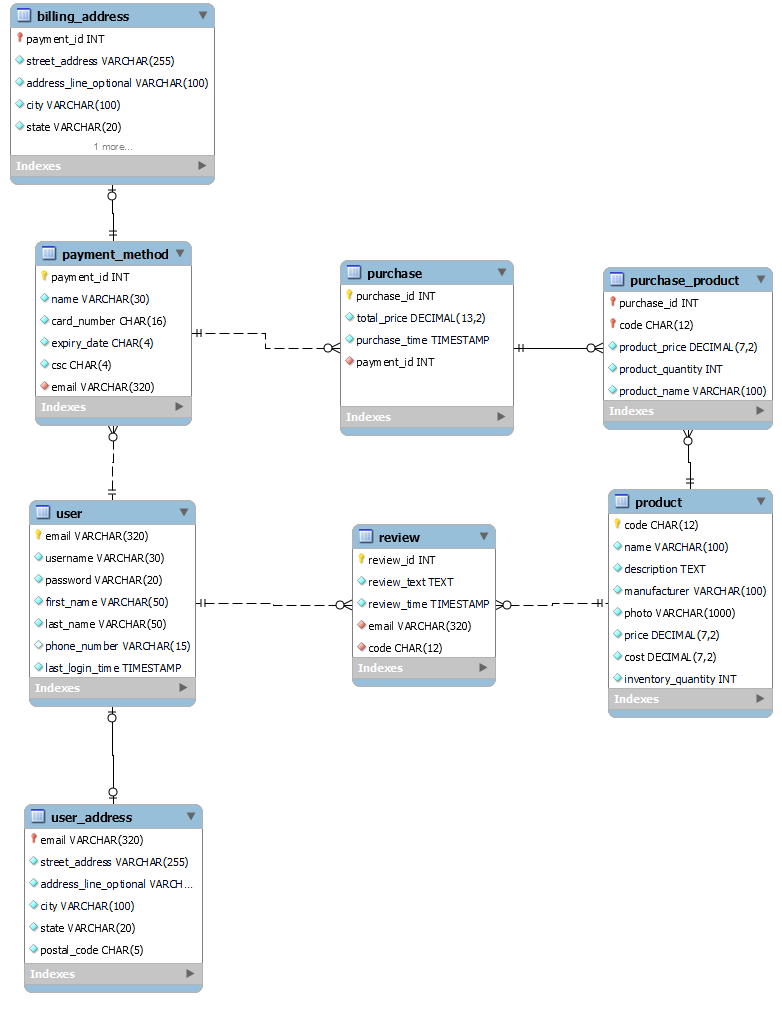 billing_address
payment_id INT
street_address VARCHAR(255)
address_line_optional VARCHAR(100)
city VARCHAR(100)
state VARCHAR(20)
1 more...
Indexes
payment_method
payment_id INT
name VARCHAR(30)
card_number CHAR(16)
expiry_date CHAR(4)
csc CHAR(4)
email VARCHAR(320)
Indexes
purchase
purchase_id INT
total_price DECIMAL(13,2)
purchase_time TIMESTAMP
payment_id INT
Indexes
purchase_product
purchase_id INT
code CHAR(12)
product_price DECIMAL(7,2)
product_quantity INT
product_name VARCHAR(100)
Indexes
user
email VARCHAR(320)
username VARCHAR(30)
password VARCHAR(20)
first_name VARCHAR(50)
last_name VARCHAR(50)
phone_number VARCHAR(15)
last_login_time TIMESTAMP
Indexes
review
review_id INT
review_text TEXT
review_time TIMESTAMP
email VARCHAR(320)
code CHAR(12)
Indexes
product
code CHAR(12)
name VARCHAR(100)
description TEXT
manufacturer VARCHAR(100)
photo VARCHAR(1000)
price DECIMAL(7,2)
cost DECIMAL(7,2)
inventory_quantity INT
Indexes
user_address
email VARCHAR(320)
street_address VARCHAR(255)
address_line_optional VARCH...
city VARCHAR(100)
state VARCHAR(20)
postal_code CHAR(5)
Indexes